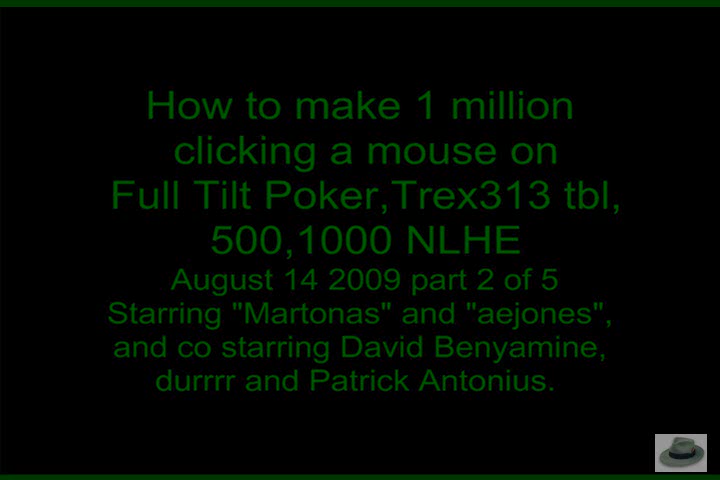 How to make 1 million
clicking a mouse on
Full Tilt Poker,Trex313 tbl,
500,1000 NLHE
August 14 2009 part 2 of 5
Starring "Martonas" and "aejones",
and co starring David Benyamine,
durrrr and Patrick Antonius.